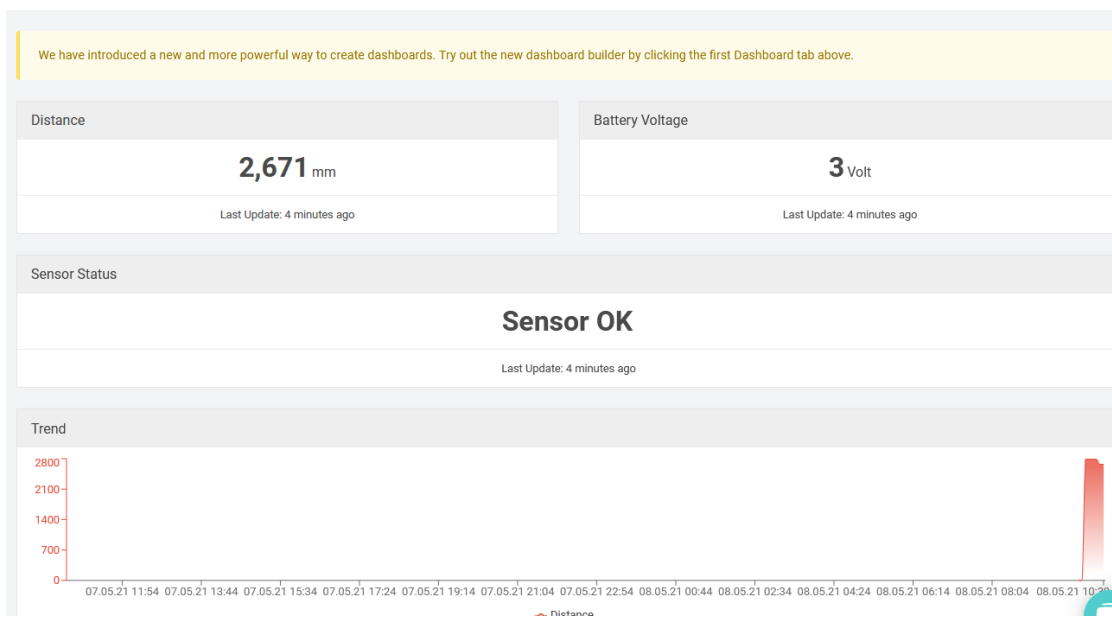 We have introduced a new and more powerful way to create dashboards. Try out the new dashboard builder by clicking the first Dashboard tab above.
Distance
Battery Voltage
2,671 mm
3 Volt
Last Update: 4 minutes ago
Last Update: 4 minutes ago
Sensor Status
Sensor OK
Last Update: 4 minutes ago
Trend
2800
2100
1400
700
0
07.05.21 11:54 07.05.21 13:44 07.05.21 15:34 07.05.21 17:24 07.05.21 19:14 07.05.21 21:04 07.05.21 22:54 08.05.21 00:44 08.05.21 02:34 08.05.21 04:24 08.05.21 06:14 08.05.21 08:04 08.05.21
Distance